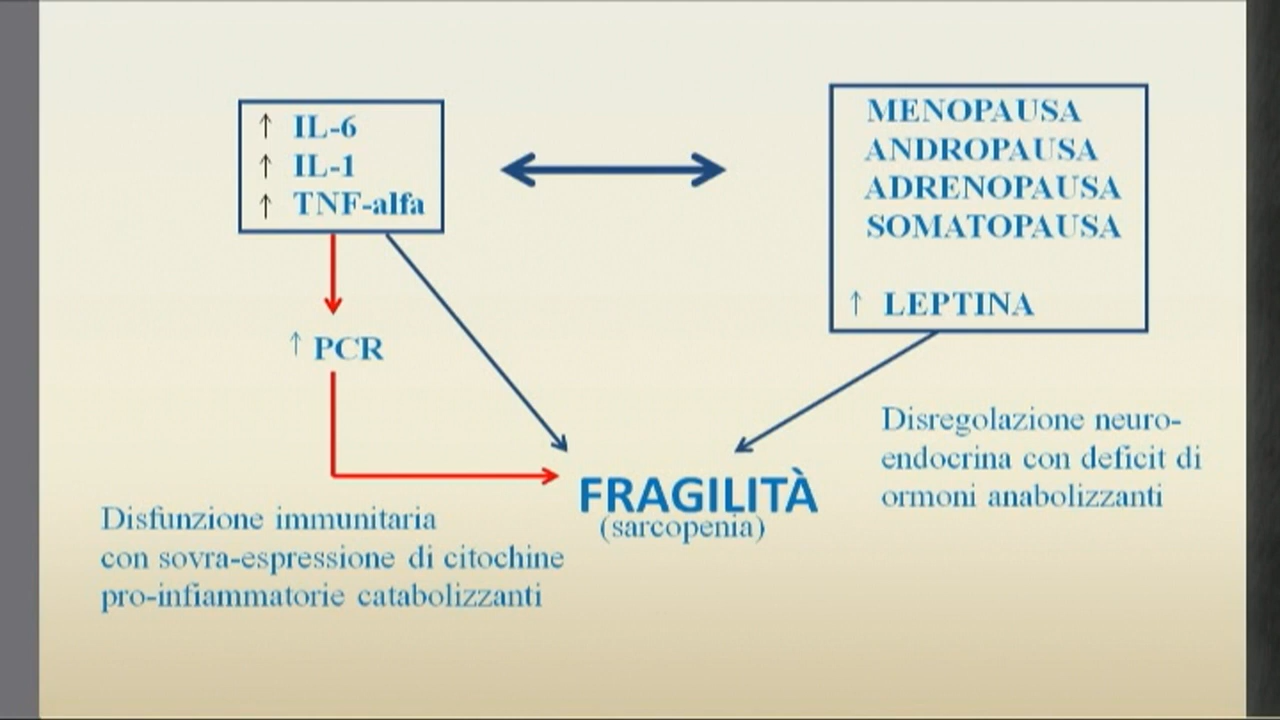 ↑ IL-6
↑ IL-1
↑ TNF-alfa
MENOPAUSA
ANDROPAUSA
ADRENOPAUSA
SOMATOPAUSA
↑ LEPTINA
↑ PCR
Disregolazione neuro-
endocrina con deficit di
ormoni anabolizzanti
FRAGILITÀ
(sarcopenia)
Disfunzione immunitaria
con sovra-espressione di citochine
pro-infiammatorie catabolizzanti